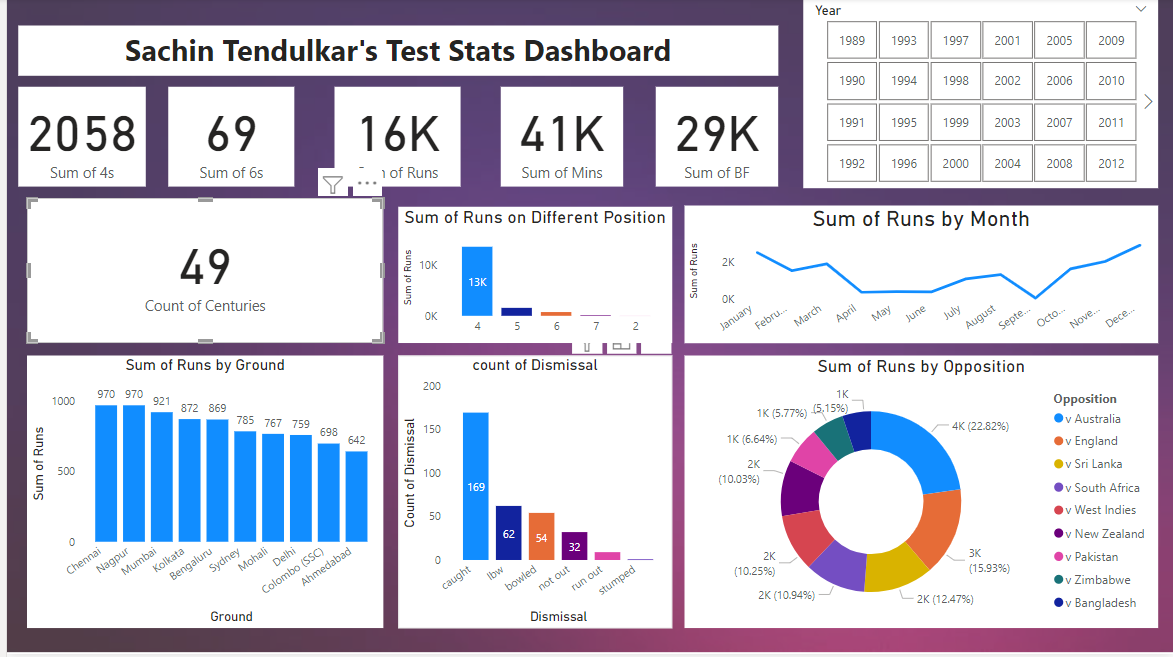 Sachin Tendulkar's Test Stats Dashboard
Year
1989 1993 1997 2001 2005 2009
1990 1994 1998 2002 2006 2010
1991 1995 1999 2003 2007 2011
1992 1996 2000 2004 2008 2012
2058
Sum of 4s
69
Sum of 6s
16K
of Runs
41K
Sum of Mins
29K
Sum of BF
49
Count of Centuries
Sum of Runs on Different Position
Sum of Runs
10K
0K
13K
4 5 6 7 2
Sum of Runs by Month
Sum of Runs
2K
0K
January Febru... March April May June July August Septe... Octo... Nove... Dece...
Sum of Runs by Ground
Sum of Runs
1000
500
0
970 970 921 872 869 785 767 759 698 642
Chennai Nagpur Mumbai Kolkata Bengaluru Sydney Mohali Delhi Colombo (SSC) Ahmedabad
Ground
count of Dismissal
Count of Dismissal
200
150
100
50
0
169 62 54 32
caught lbw bowled not out run out stumped
Dismissal
Sum of Runs by Opposition
4K (22.82%)
3K
(15.93%)
2K (12.47%)
2K (10.94%)
2K
(10.25%)
2K
(10.03%)
1K (6.64%)
1K (5.77%)
1K
(5.15%)
Opposition
v Australia
v England
v Sri Lanka
v South Africa
v West Indies
v New Zealand
v Pakistan
v Zimbabwe
v Bangladesh